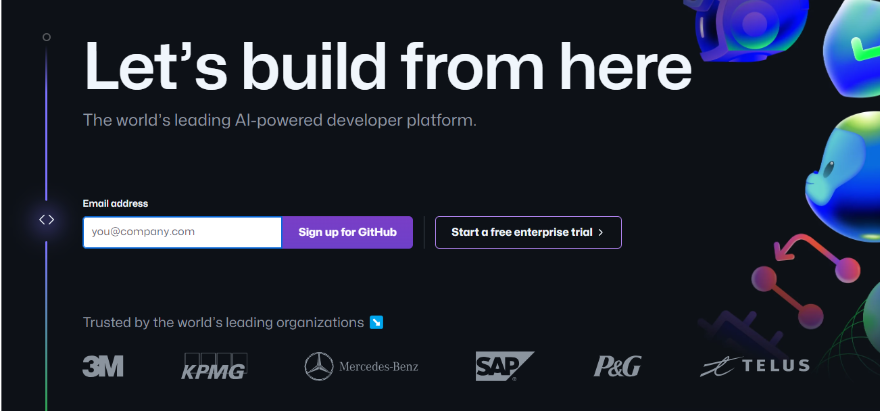 Let's build from here
The world's leading AI-powered developer platform.
Email address
you@company.com
Sign up for GitHub
Start a free enterprise trial
Trusted by the world's leading organizations
3M
KPMG
Mercedes-Benz
SAP
P&G
TELUS